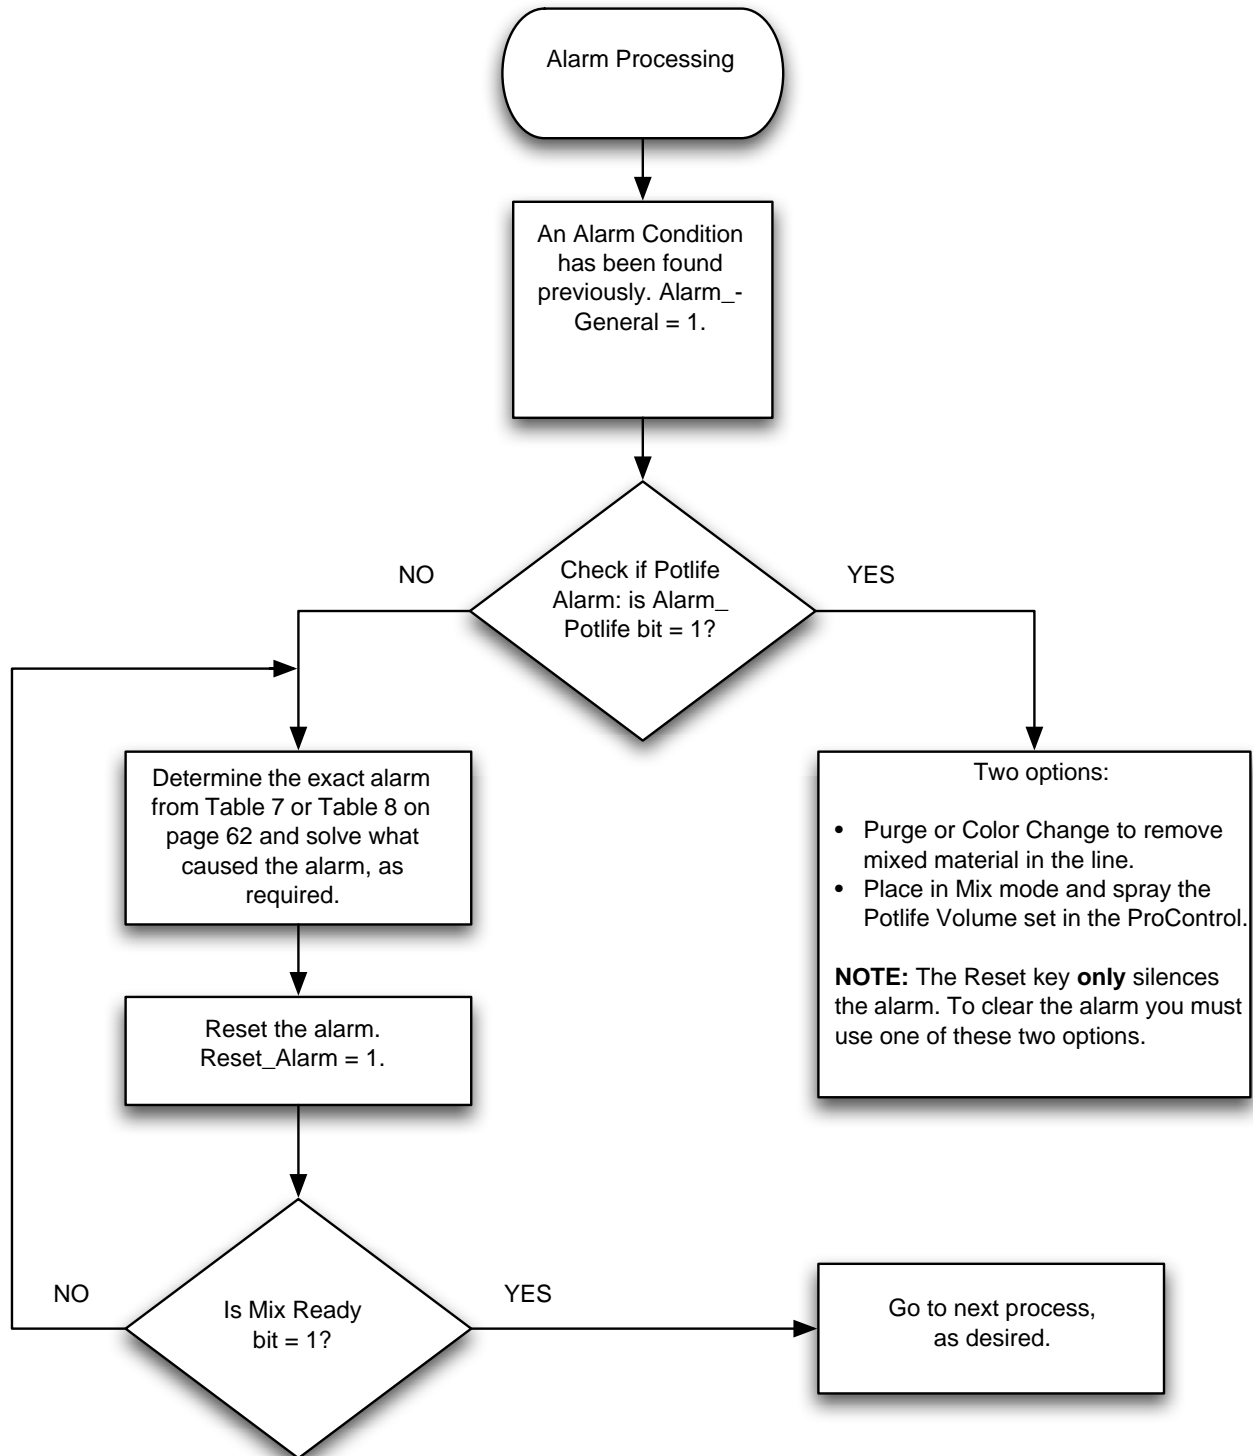 Alarm Processing
An Alarm Condition
has been found
previously. Alarm_-
General = 1.
NO
Check if Potlife
Alarm: is Alarm_
Potlife bit = 1?
YES
Determine the exact alarm
from Table 7 or Table 8 on
page 62 and solve what
caused the alarm, as
required.
Two options:
• Purge or Color Change to remove
mixed material in the line.
• Place in Mix mode and spray the
Potlife Volume set in the ProControl.
NOTE: The Reset key only silences
the alarm. To clear the alarm you must
use one of these two options.
Reset the alarm.
Reset_Alarm = 1.
NO
Is Mix Ready
bit = 1?
YES
Go to next process,
as desired.